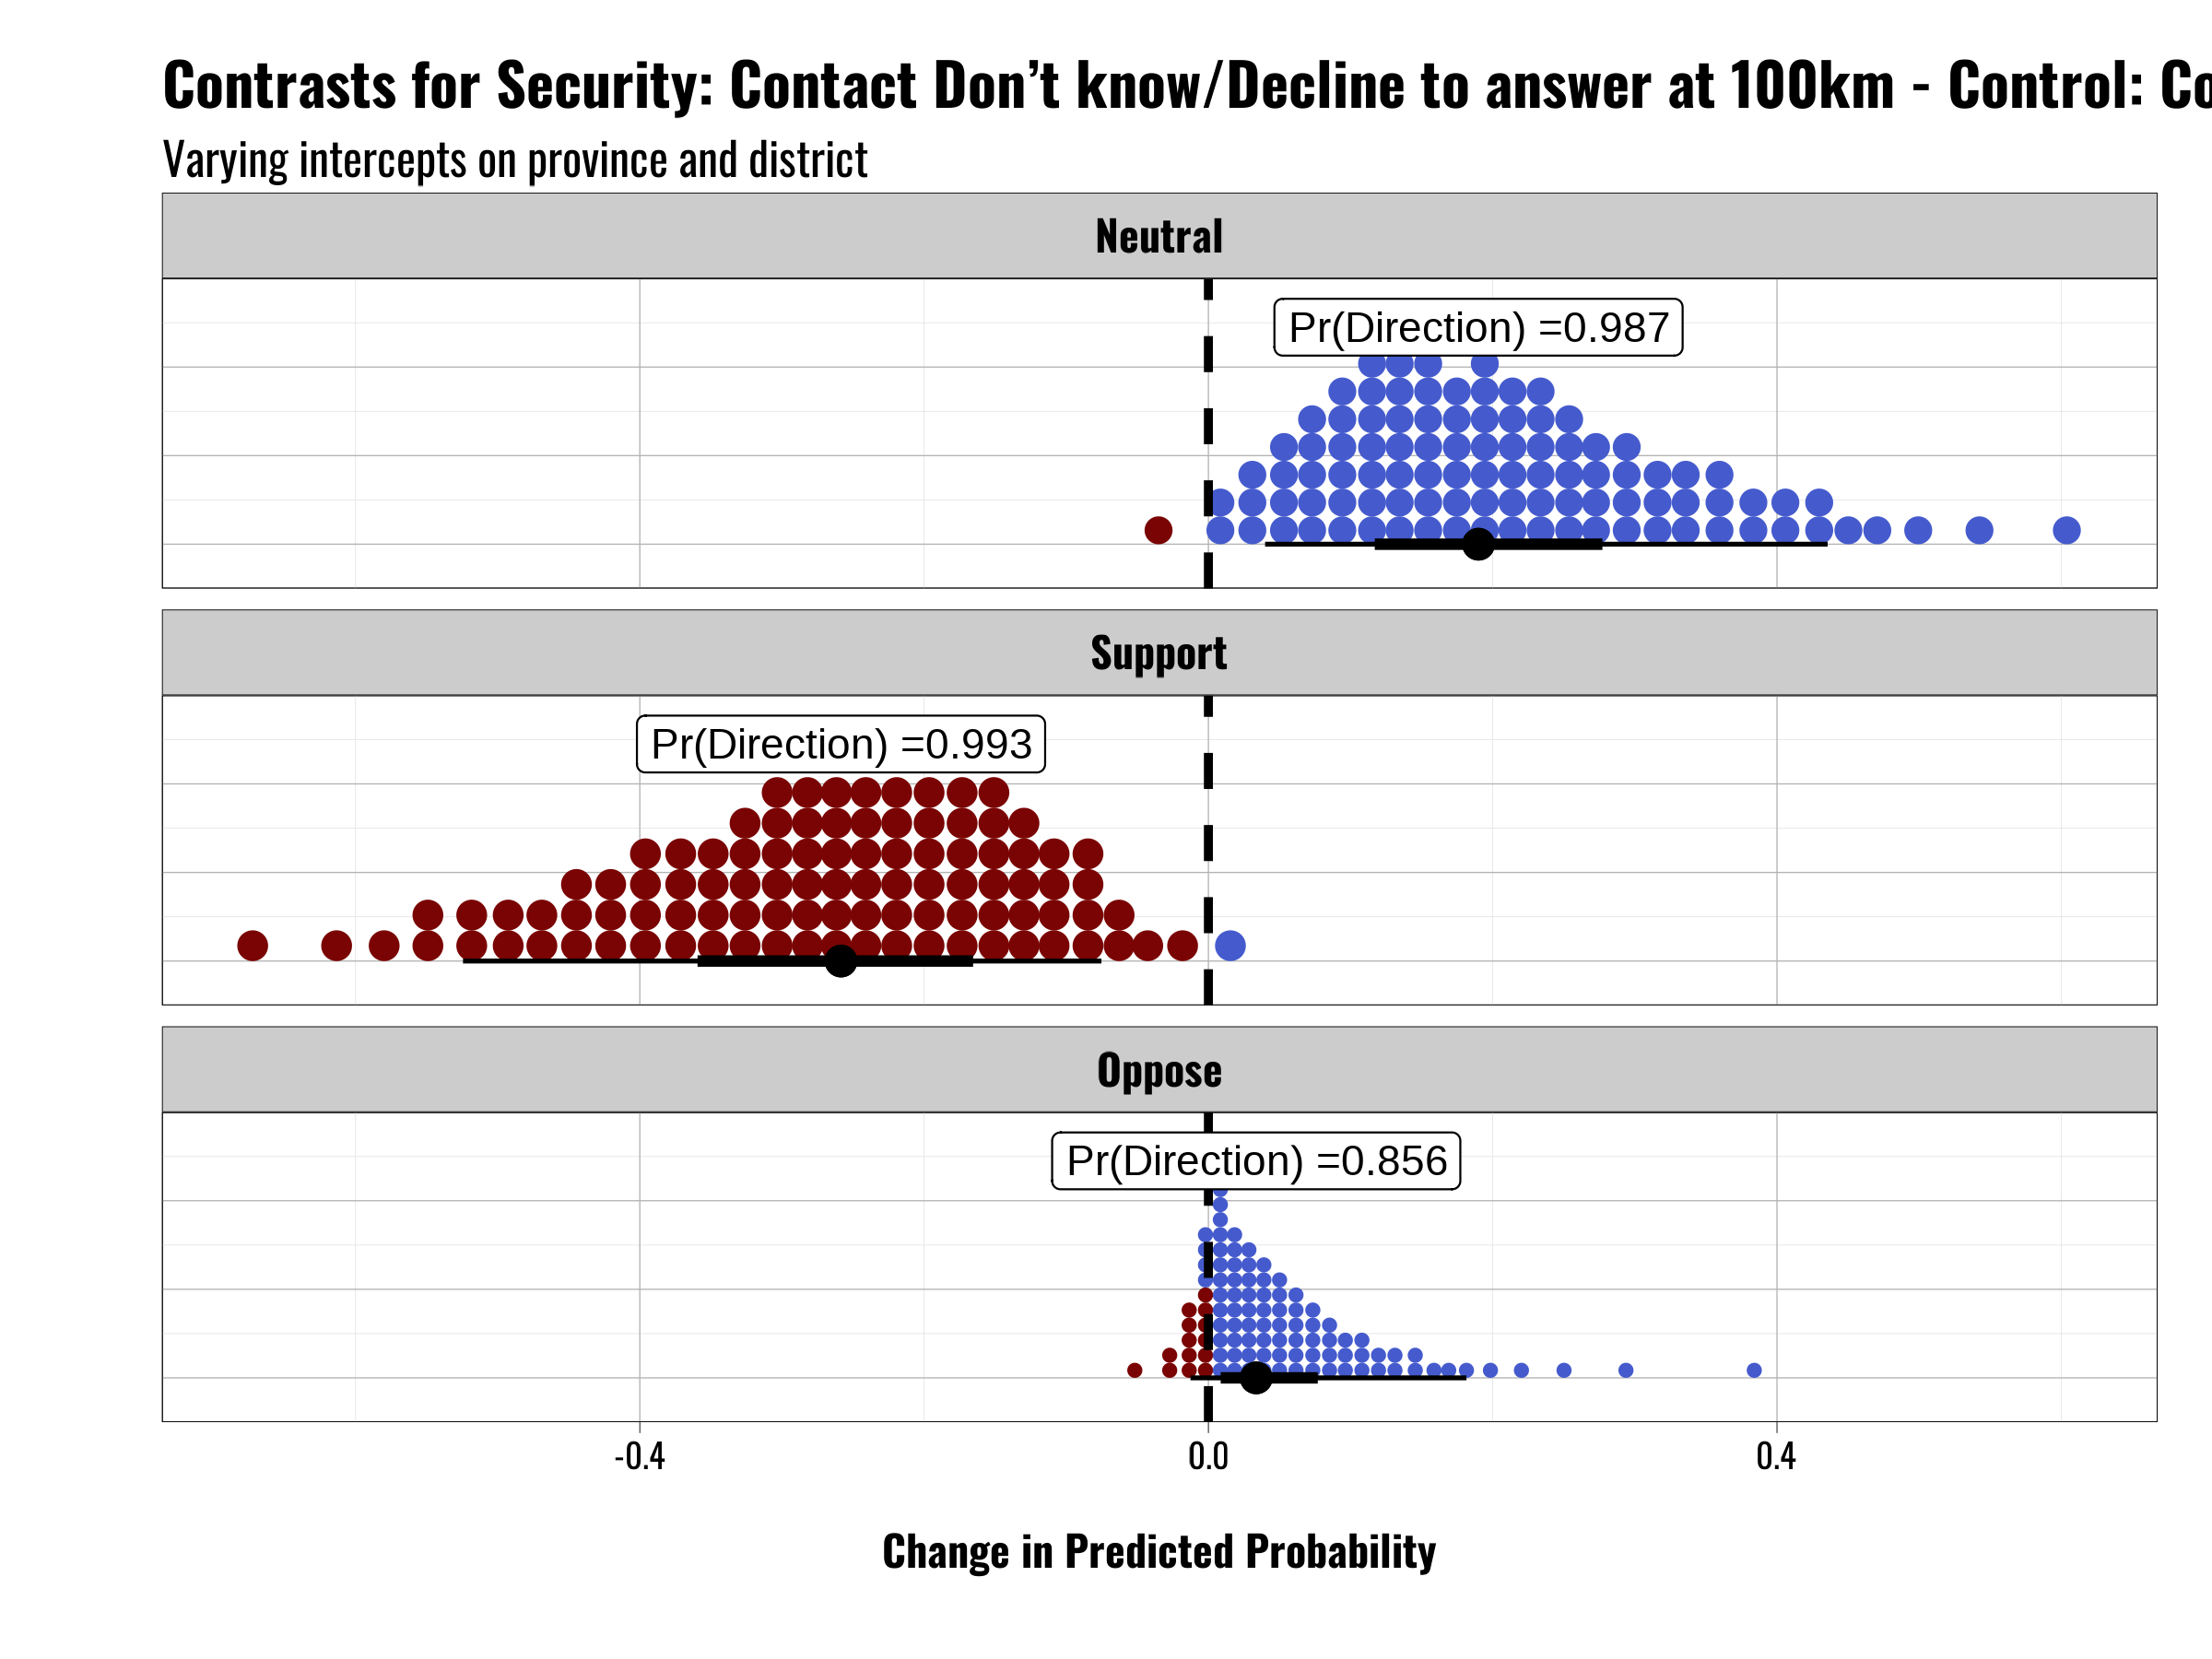 Contrasts for Security: Contact Don’t know/Decline to answer at 100km - Control: Co
Varying intercepts on province and district
Neutral
Pr(Direction) =0.987
Support
Pr(Direction) =0.993
Oppose
Pr(Direction) =0.856
-0.4 0.0 0.4
Change in Predicted Probability